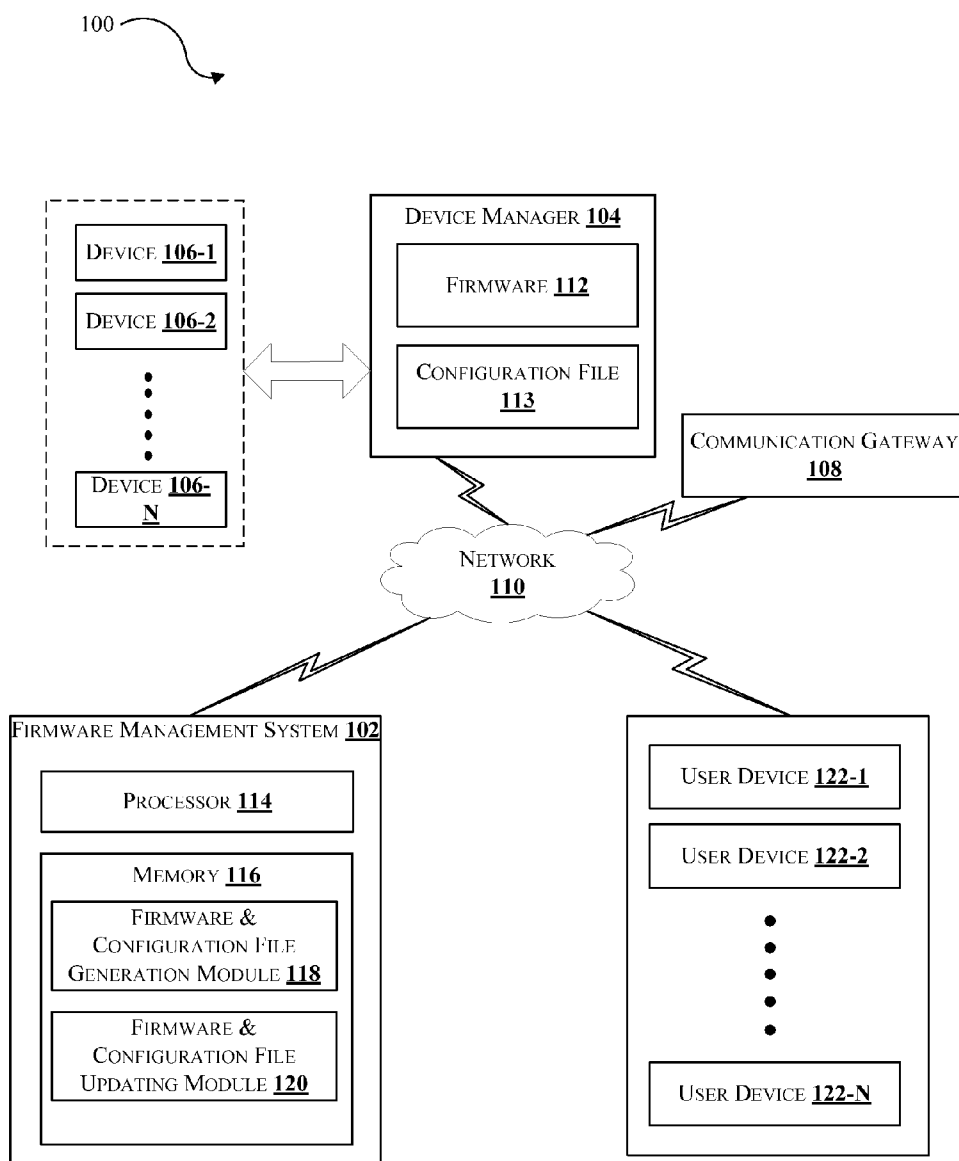 100
DEVICE MANAGER 104
DEVICE 106-1
FIRMWARE 112
DEVICE 106-2
CONFIGURATION FILE
113
DEVICE 106-
N
COMMUNICATION GATEWAY
108
NETWORK
110
FIRMWARE MANAGEMENT SYSTEM 102
PROCESSOR 114
MEMORY 116
FIRMWARE &
CONFIGURATION FILE
GENERATION MODULE 118
FIRMWARE &
CONFIGURATION FILE
UPDATING MODULE 120
USER DEVICE 122-1
USER DEVICE 122-2
USER DEVICE 122-N